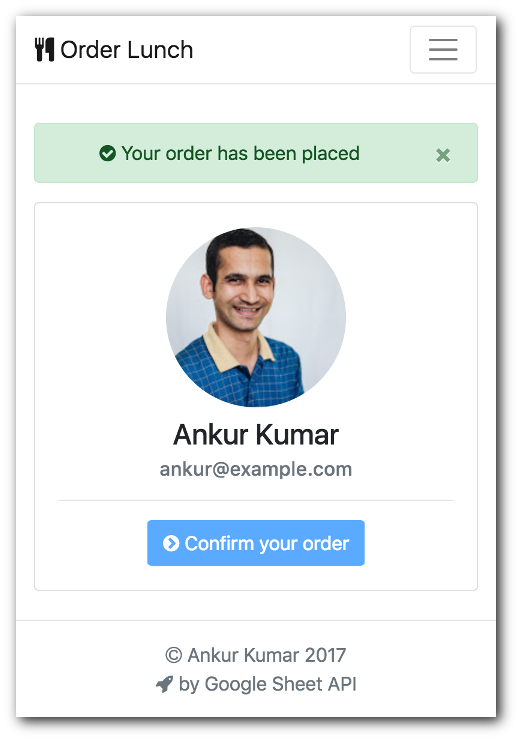 Order Lunch
Your order has been placed ×
Ankur Kumar
ankur@example.com
Confirm your order
© Ankur Kumar 2017
by Google Sheet API